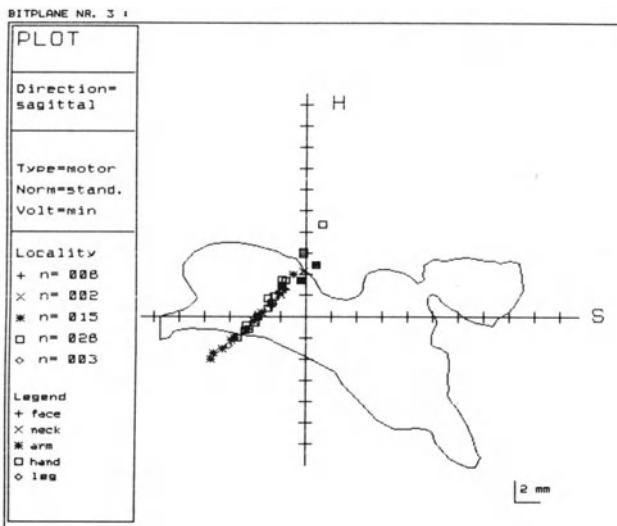 BITPLANE NR. 3 :
PLOT
Direction=
sagittal
Type=motor
Norm=stand.
Volt=min
Locality
+ n= 008
× n= 002
✱ n= 015
□ n= 028
◇ n= 003
Legend
+ face
× neck
✱ arm
□ hand
◇ leg
H
S
2 mm